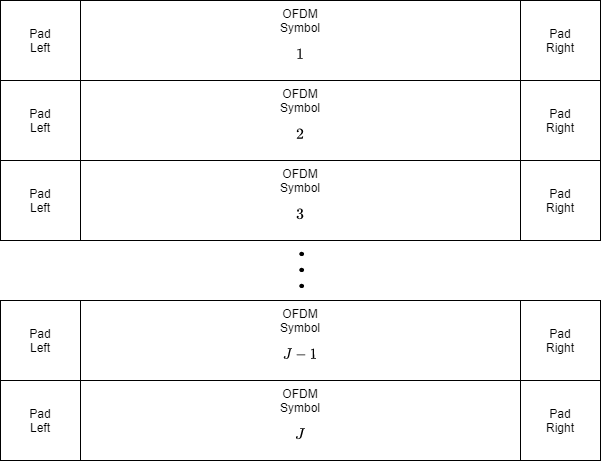 Pad
Left
OFDM
Symbol
1
Pad
Right
Pad
Left
OFDM
Symbol
2
Pad
Right
Pad
Left
OFDM
Symbol
3
Pad
Right
Pad
Left
OFDM
Symbol
J − 1
Pad
Right
Pad
Left
OFDM
Symbol
J
Pad
Right